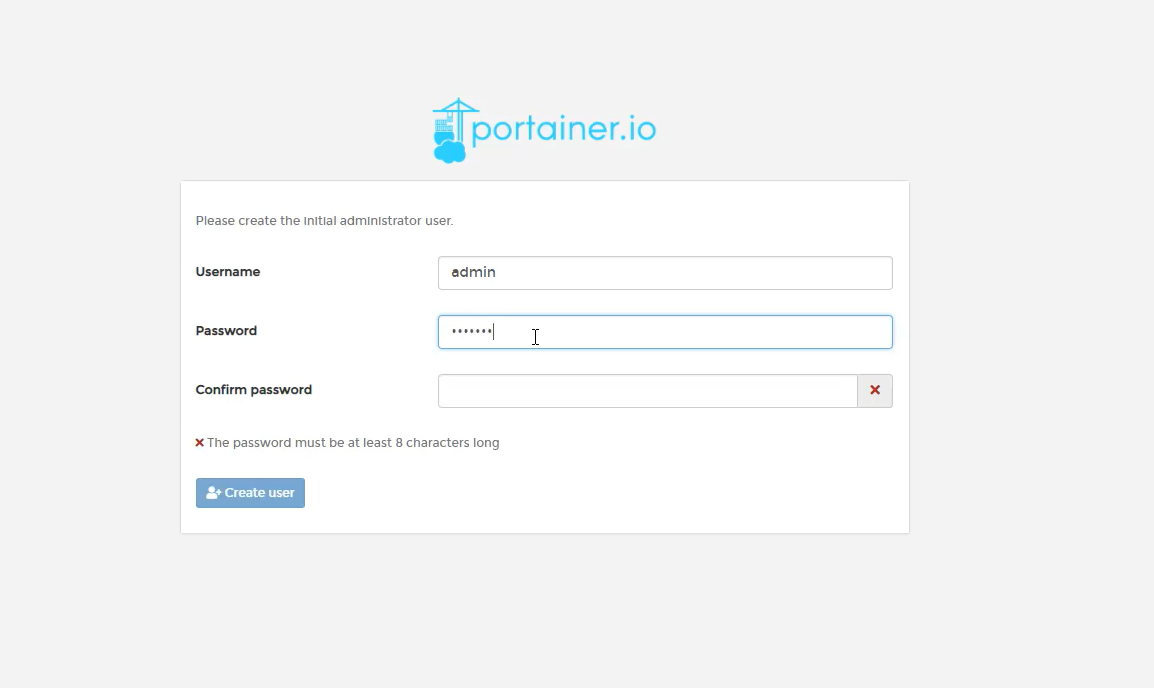 portainer.io
Please create the initial administrator user.
Username
admin
Password
•••••••
Confirm password
The password must be at least 8 characters long
Create user